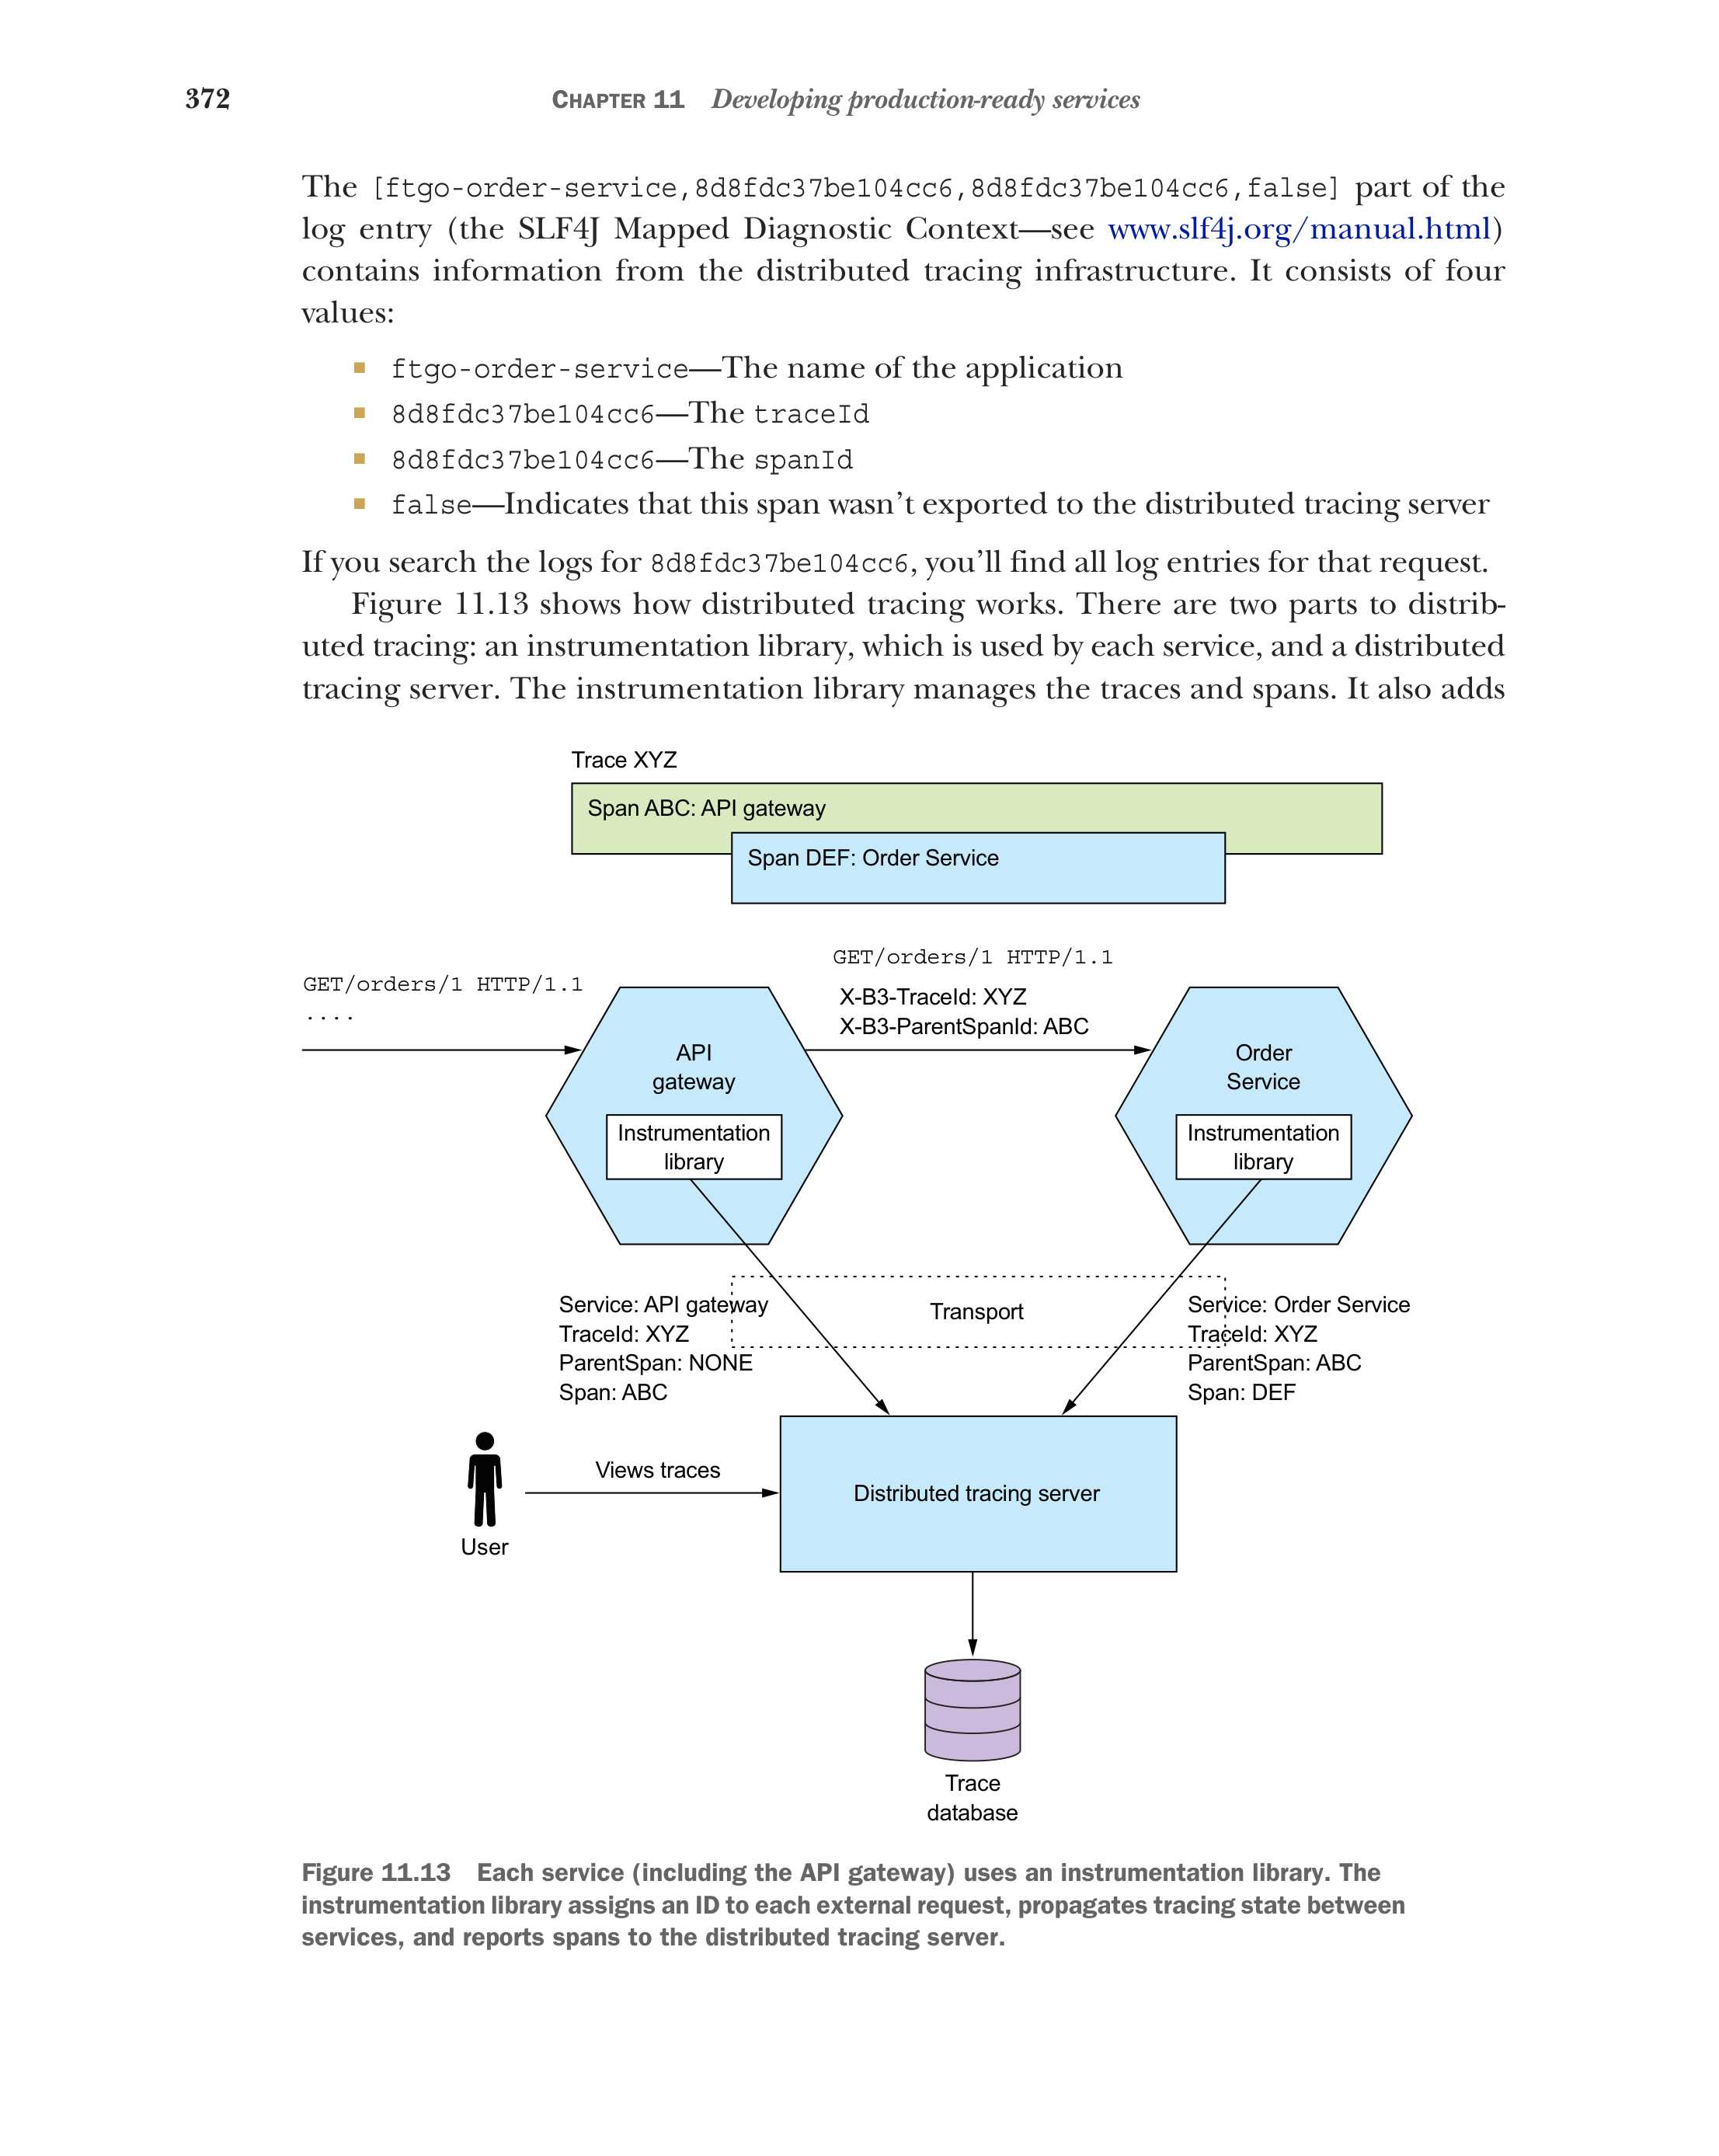 372
CHAPTER 11 Developing production-ready services
The [ftgo-order-service,8d8fdc37be104cc6,8d8fdc37be104cc6,false] part of the
log entry (the SLF4J Mapped Diagnostic Context—see www.slf4j.org/manual.html)
contains information from the distributed tracing infrastructure. It consists of four
values:
■ ftgo-order-service—The name of the application
■ 8d8fdc37be104cc6—The traceId
■ 8d8fdc37be104cc6—The spanId
■ false—Indicates that this span wasn't exported to the distributed tracing server
If you search the logs for 8d8fdc37be104cc6, you'll find all log entries for that request.
Figure 11.13 shows how distributed tracing works. There are two parts to distrib-
uted tracing: an instrumentation library, which is used by each service, and a distributed
tracing server. The instrumentation library manages the traces and spans. It also adds
Trace XYZ
Span ABC: API gateway
Span DEF: Order Service
GET/orders/1 HTTP/1.1
....
GET/orders/1 HTTP/1.1
X-B3-TraceId: XYZ
X-B3-ParentSpanId: ABC
API
gateway
Instrumentation
library
Order
Service
Instrumentation
library
Service: API gateway
TraceId: XYZ
ParentSpan: NONE
Span: ABC
Transport
Service: Order Service
TraceId: XYZ
ParentSpan: ABC
Span: DEF
User
Views traces
Distributed tracing server
Trace
database
Figure 11.13 Each service (including the API gateway) uses an instrumentation library. The
instrumentation library assigns an ID to each external request, propagates tracing state between
services, and reports spans to the distributed tracing server.